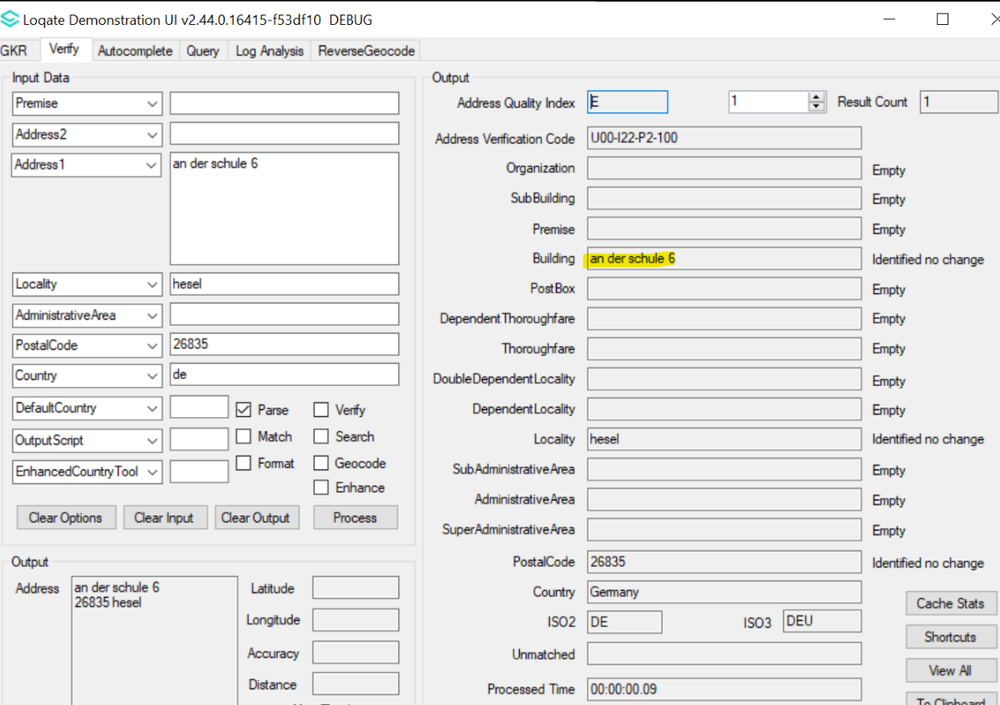 Loqate Demonstration UI v2.44.0.16415-f53df10 DEBUG
GKR Verify Autocomplete Query Log Analysis ReverseGeocode
Input Data
Premise
Address2
Address1 an der schule 6
Locality hesel
AdministrativeArea
PostalCode 26835
Country de
DefaultCountry Parse Verify
OutputScript Match Search
EnhancedCountryTool Format Geocode
Enhance
Clear Options Clear Input Clear Output Process
Output
Address an der schule 6
26835 hesel
Latitude
Longitude
Accuracy
Distance
Output
Address Quality Index E 1 Result Count 1
Address Verification Code U00-I22-P2-100
Organization Empty
SubBuilding Empty
Premise Empty
Building an der schule 6 Identified no change
PostBox Empty
DependentThoroughfare Empty
Thoroughfare Empty
DoubleDependentLocality Empty
DependentLocality Empty
Locality hesel Identified no change
SubAdministrativeArea Empty
AdministrativeArea Empty
SuperAdministrativeArea Empty
PostalCode 26835 Identified no change
Country Germany
ISO2 DE ISO3 DEU
Unmatched
Processed Time 00:00:00.09
Cache Stats
Shortcuts
View All
To Clipboard